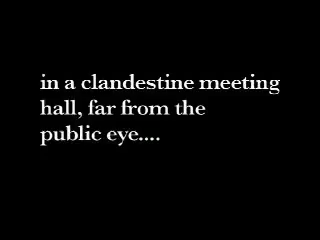 in a clandestine meeting
hall, far from the
public eye....